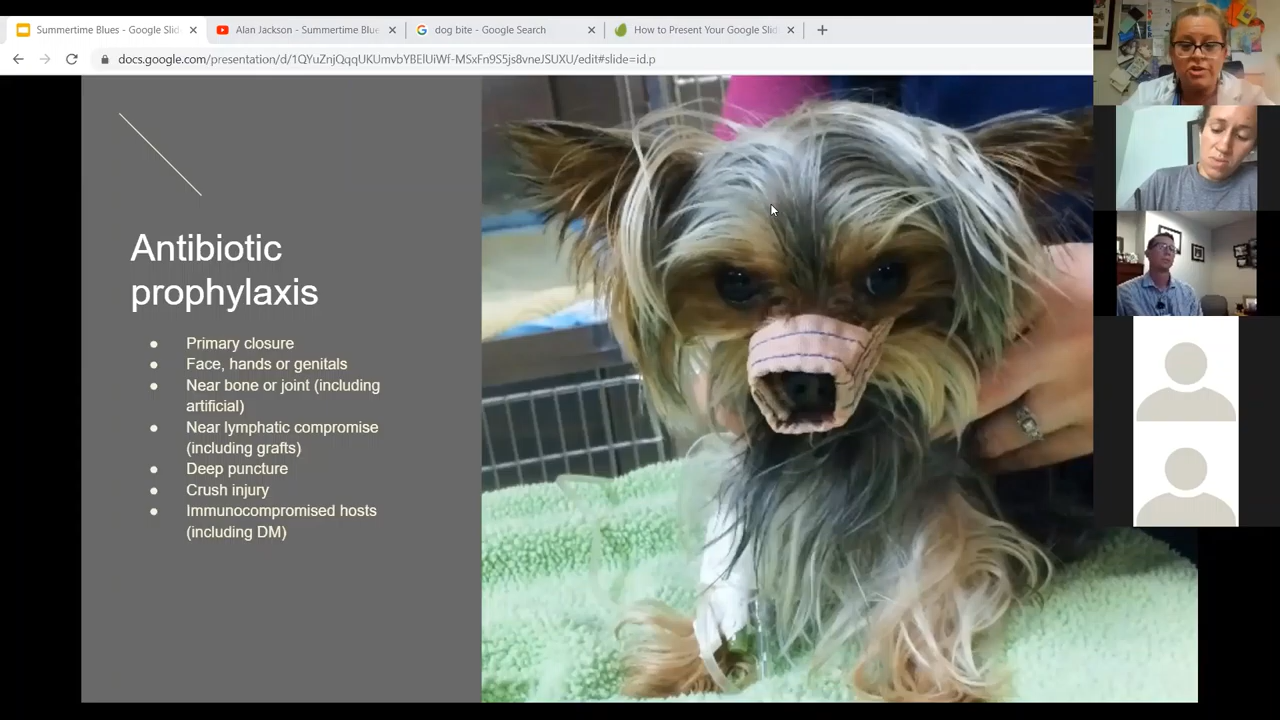 Summertime Blues - Google Slid
Alan Jackson - Summertime Blue
dog bite - Google Search
How to Present Your Google Slid
docs.google.com/presentation/d/1QYuZnjQqqUKUmvbYBElUiWf-MSxFn9S5js8vneJSUXU/edit#slide=id.p
Antibiotic
prophylaxis
● Primary closure
● Face, hands or genitals
● Near bone or joint (including
artificial)
● Near lymphatic compromise
(including grafts)
● Deep puncture
● Crush injury
● Immunocompromised hosts
(including DM)